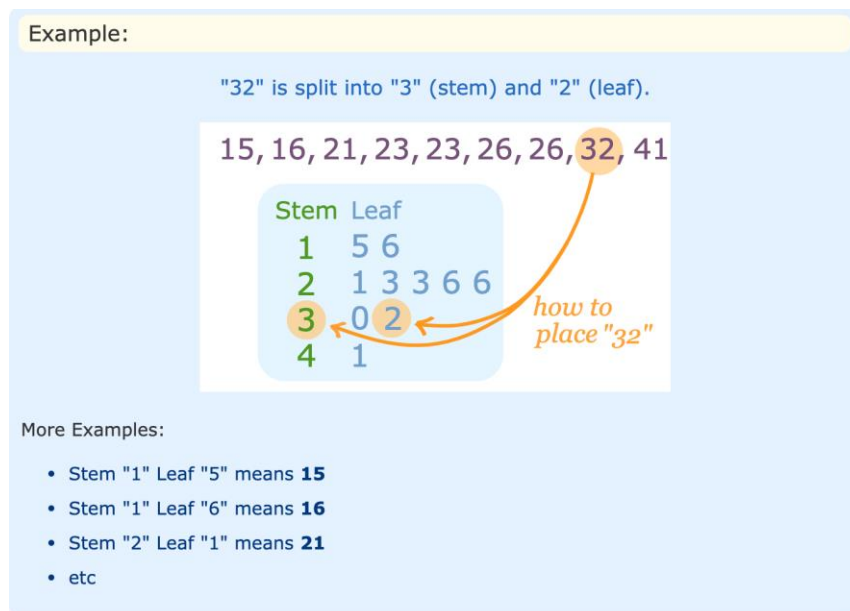 Example:
"32" is split into "3" (stem) and "2" (leaf).
15, 16, 21, 23, 23, 26, 26, 32, 41
Stem Leaf
1 5 6
2 1 3 3 6 6
3 0 2
4 1
how to
place "32"
More Examples:
• Stem "1" Leaf "5" means 15
• Stem "1" Leaf "6" means 16
• Stem "2" Leaf "1" means 21
• etc